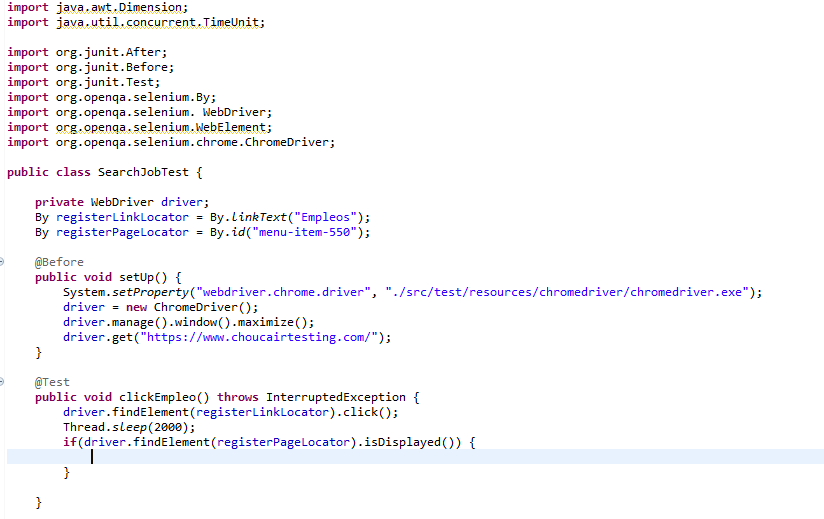 import java.awt.Dimension;
import java.util.concurrent.TimeUnit;
import org.junit.After;
import org.junit.Before;
import org.junit.Test;
import org.openqa.selenium.By;
import org.openqa.selenium. WebDriver;
import org.openqa.selenium.WebElement;
import org.openqa.selenium.chrome.ChromeDriver;
public class SearchJobTest {
private WebDriver driver;
By registerLinkLocator = By.linkText("Empleos");
By registerPageLocator = By.id("menu-item-550");
@Before
public void setUp() {
System.setProperty("webdriver.chrome.driver", "./src/test/resources/chromedriver/chromedriver.exe");
driver = new ChromeDriver();
driver.manage().window().maximize();
driver.get("https://www.choucairtesting.com/");
}
@Test
public void clickEmpleo() throws InterruptedException {
driver.findElement(registerLinkLocator).click();
Thread.sleep(2000);
if(driver.findElement(registerPageLocator).isDisplayed()) {
}
}